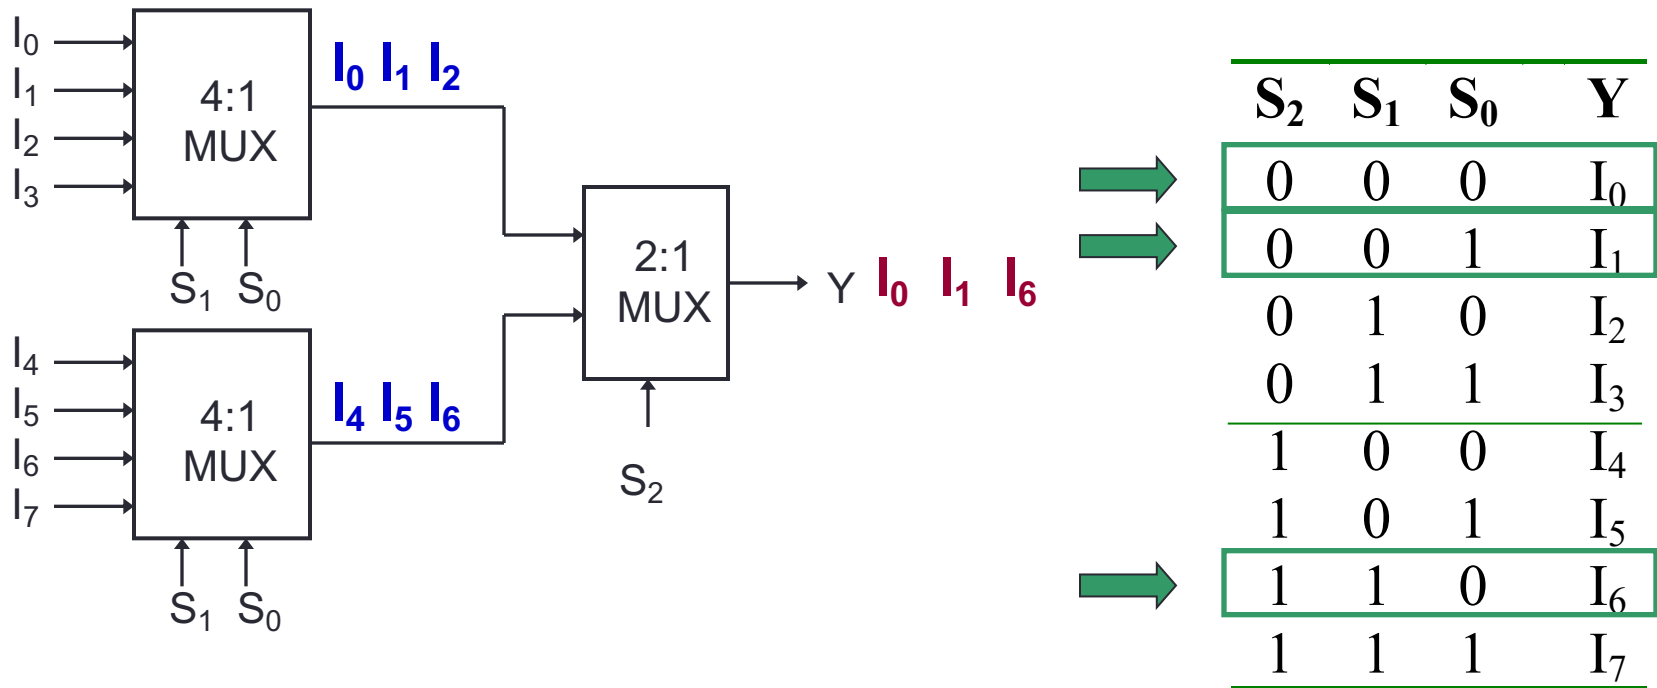 I0
I1
I2
I3
4:1
MUX
S1 S0
I0 I1 I2
I4
I5
I6
I7
4:1
MUX
S1 S0
I4 I5 I6
2:1
MUX
S2
Y I0 I1 I6
S2 S1 S0 Y
0 0 0 I0
0 0 1 I1
0 1 0 I2
0 1 1 I3
1 0 0 I4
1 0 1 I5
1 1 0 I6
1 1 1 I7